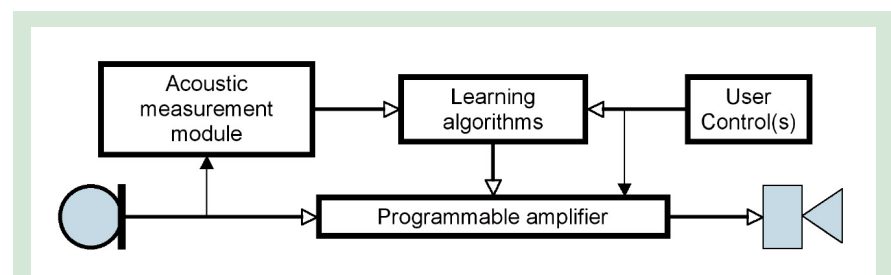 Acoustic
measurement
module
Learning
algorithms
User
Control(s)
Programmable amplifier